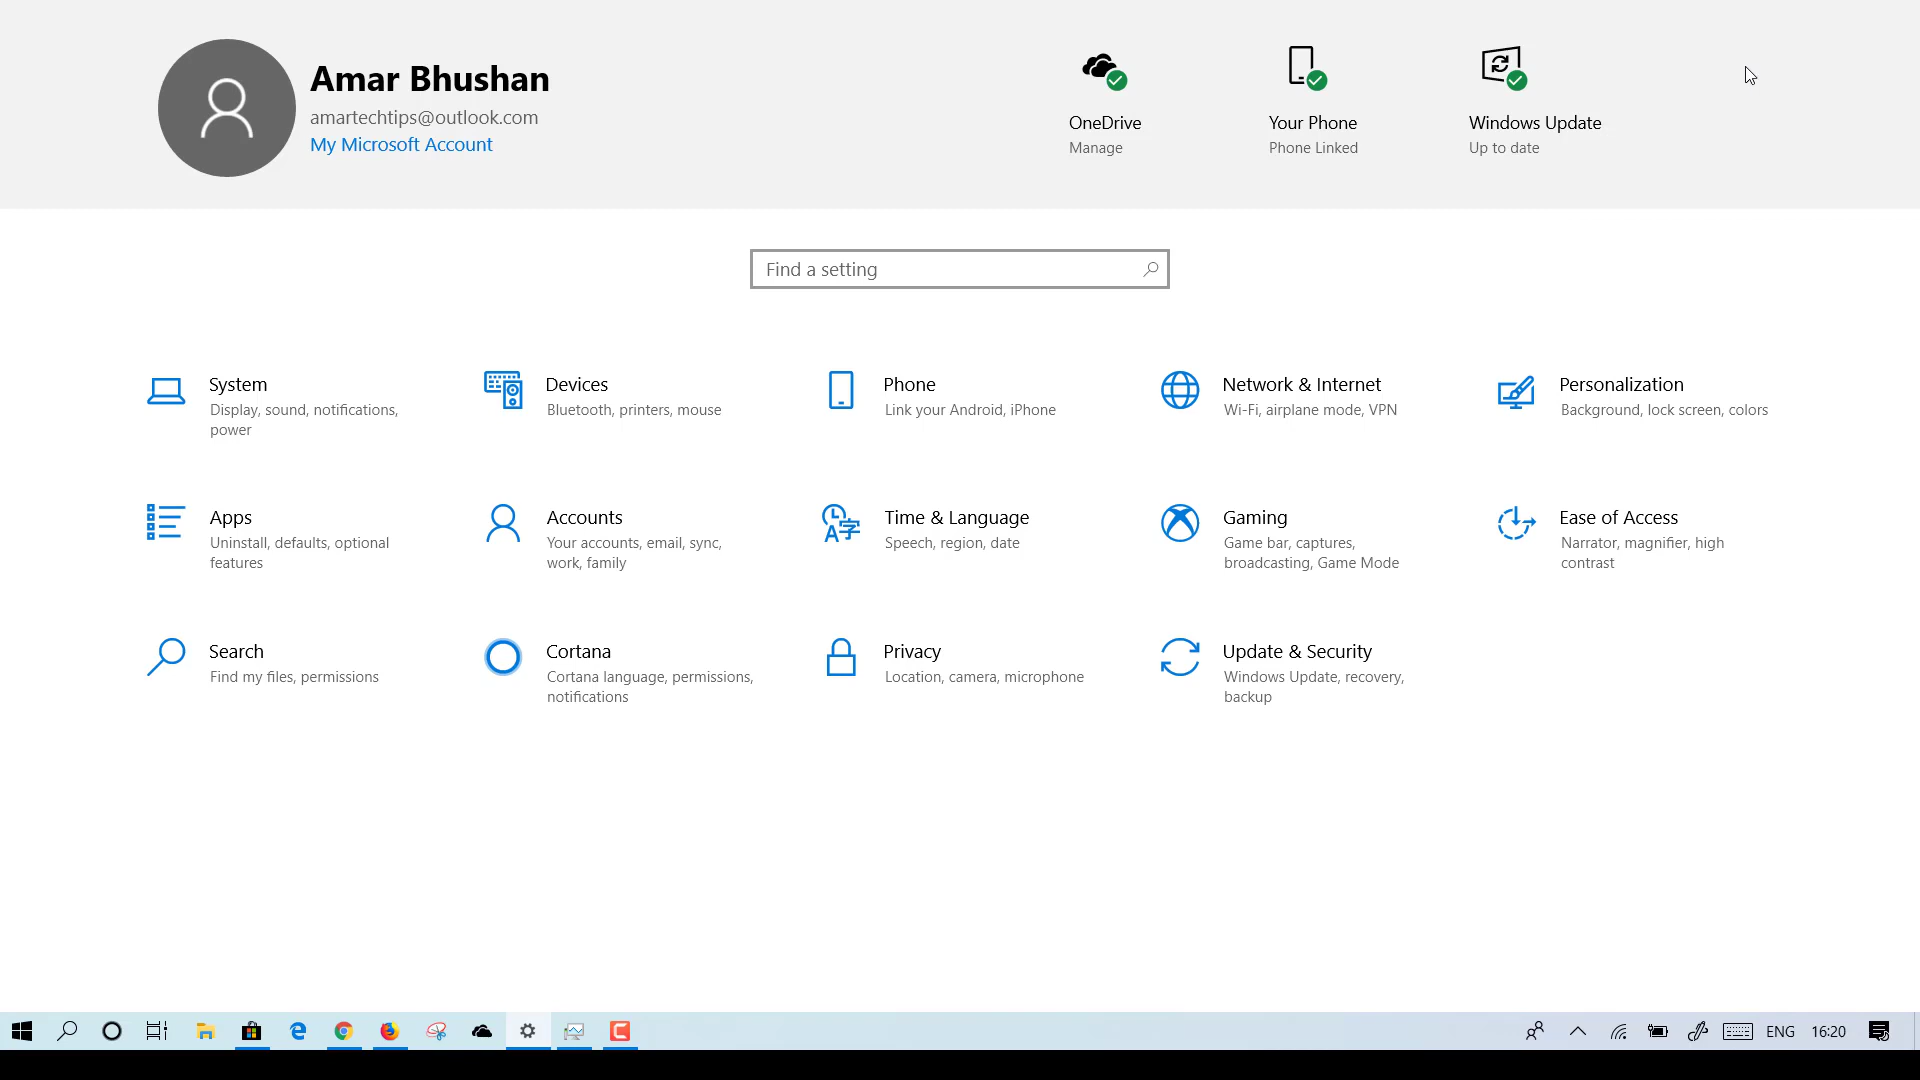 Amar Bhushan
amartechtips@outlook.com
My Microsoft Account
OneDrive
Manage
Your Phone
Phone Linked
Windows Update
Up to date
Find a setting
System
Display, sound, notifications,
power
Devices
Bluetooth, printers, mouse
Phone
Link your Android, iPhone
Network & Internet
Wi-Fi, airplane mode, VPN
Personalization
Background, lock screen, colors
Apps
Uninstall, defaults, optional
features
Accounts
Your accounts, email, sync,
work, family
Time & Language
Speech, region, date
Gaming
Game bar, captures,
broadcasting, Game Mode
Ease of Access
Narrator, magnifier, high
contrast
Search
Find my files, permissions
Cortana
Cortana language, permissions,
notifications
Privacy
Location, camera, microphone
Update & Security
Windows Update, recovery,
backup
ENG 16:20